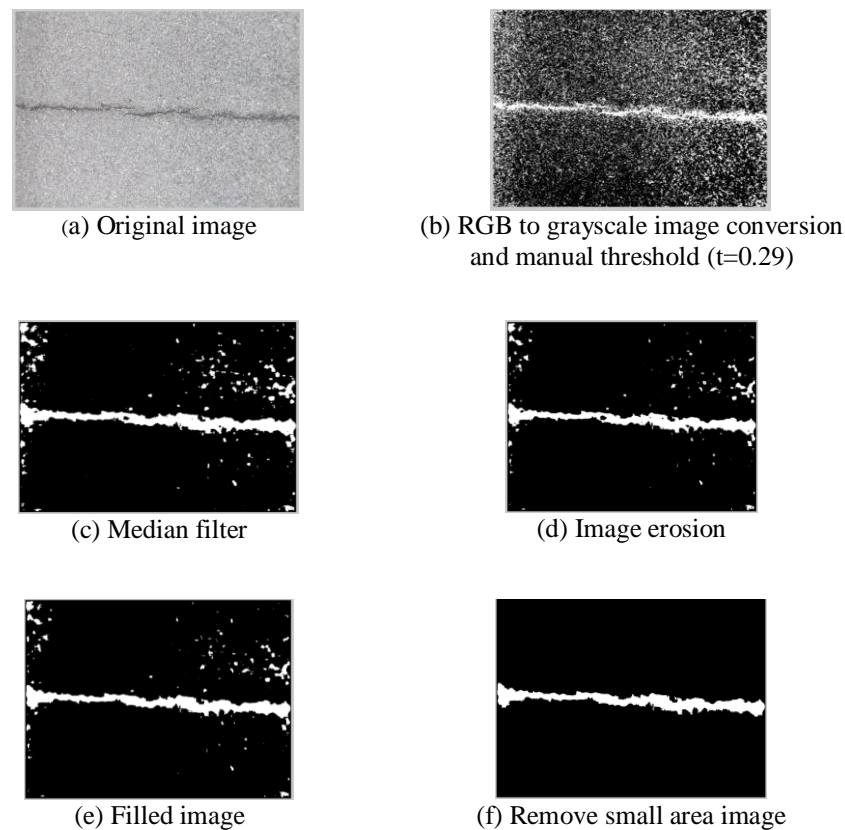 (a) Original image
(b) RGB to grayscale image conversion
and manual threshold (t=0.29)
(c) Median filter
(d) Image erosion
(e) Filled image
(f) Remove small area image